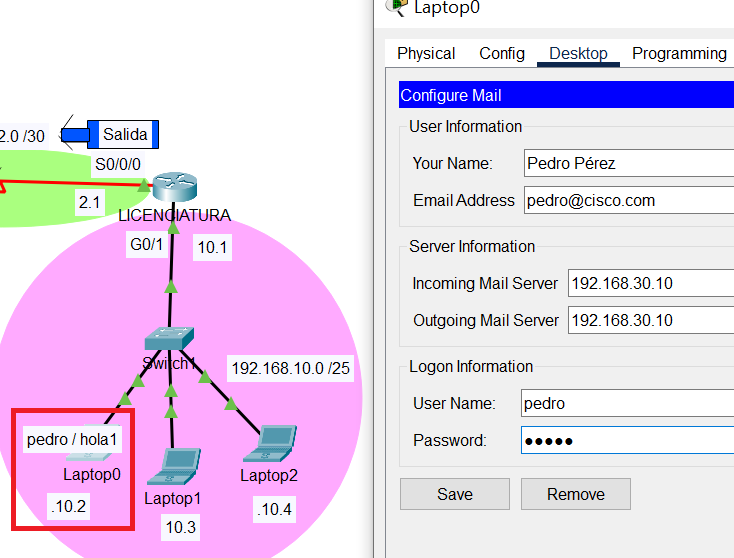 2.0 /30
Salida
S0/0/0
2.1
LICENCIATURA
G0/1
10.1
Switch1
192.168.10.0 /25
pedro / hola1
Laptop0
.10.2
Laptop1
10.3
Laptop2
.10.4
Laptop0
Physical Config Desktop Programming
Configure Mail
User Information
Your Name: Pedro Pérez
Email Address pedro@cisco.com
Server Information
Incoming Mail Server 192.168.30.10
Outgoing Mail Server 192.168.30.10
Logon Information
User Name: pedro
Password: ●●●●●
Save Remove